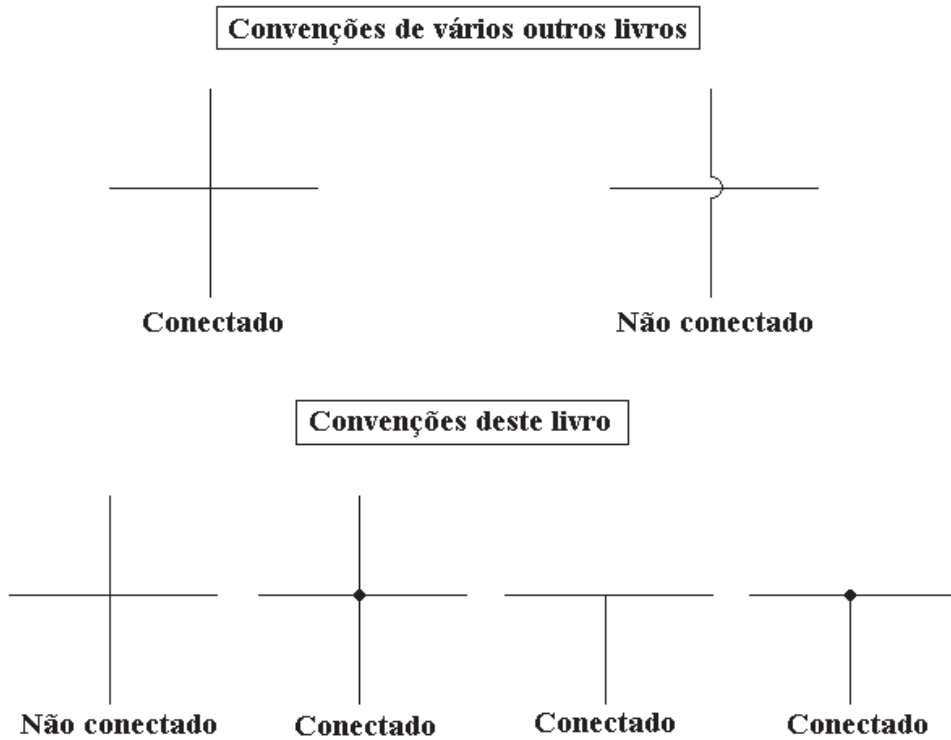 Convenções de vários outros livros
Conectado
Não conectado
Convenções deste livro
Não conectado
Conectado
Conectado
Conectado